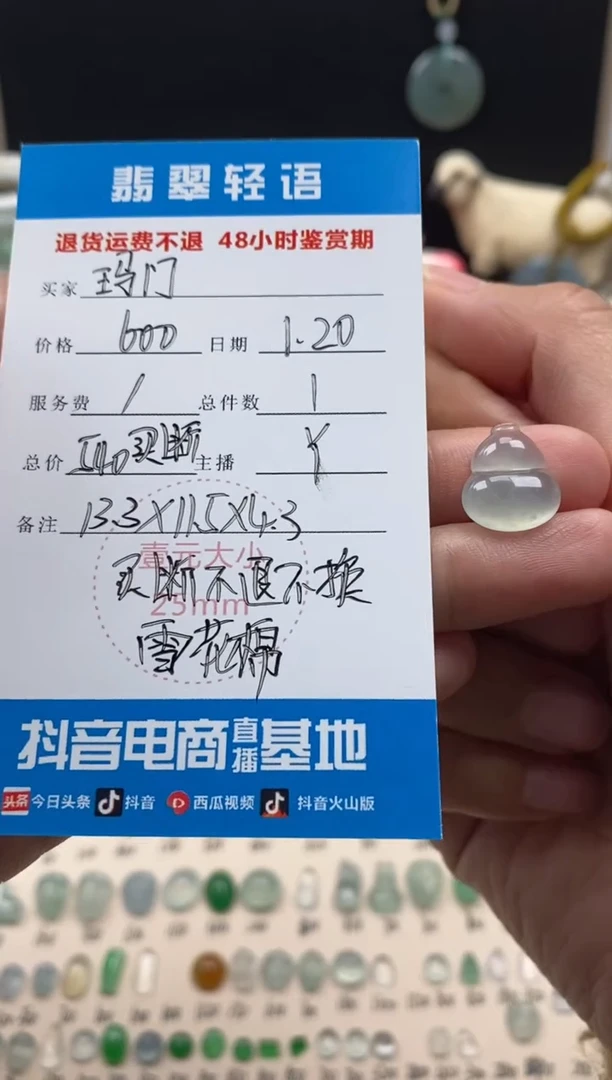 翡翠轻语
退货运费不退 48小时鉴赏期
买家 玛门
价格 600 日期 1.20
服务费 / 总件数 1
总价 540买断 主播 Y
备注 13.3X11.5X4.3
壹元大小
买断不退不换
25mm
雪花棉
抖音电商直播基地
头条 今日头条 抖音 西瓜视频 抖音火山版